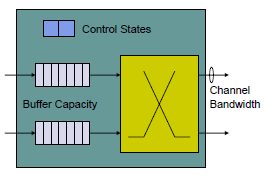 Control States
Buffer Capacity
Channel
Bandwidth